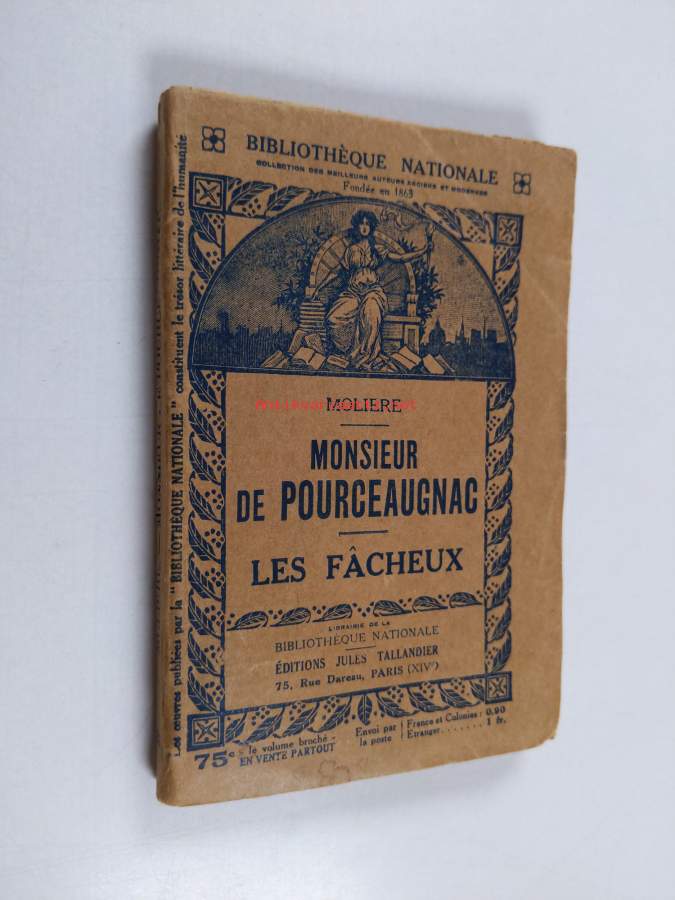 BIBLIOTHÈQUE NATIONALE
COLLECTION DES MEILLEURS AUTEURS ANCIENS ET MODERNES
Fondée en 1863
MOLIÈRE
MONSIEUR
DE POURCEAUGNAC
LES FÂCHEUX
LIBRAIRIE DE LA
BIBLIOTHÈQUE NATIONALE
ÉDITIONS JULES TALLANDIER
75, Rue Dareau, PARIS (XIVe)
75c. le volume broché -
EN VENTE PARTOUT
Envoi par la poste
France et Colonies : 0.90
Etranger....... 1 fr.
Les œuvres publiées par la "BIBLIOTHÈQUE NATIONALE" constituent le trésor littéraire de l'humanité